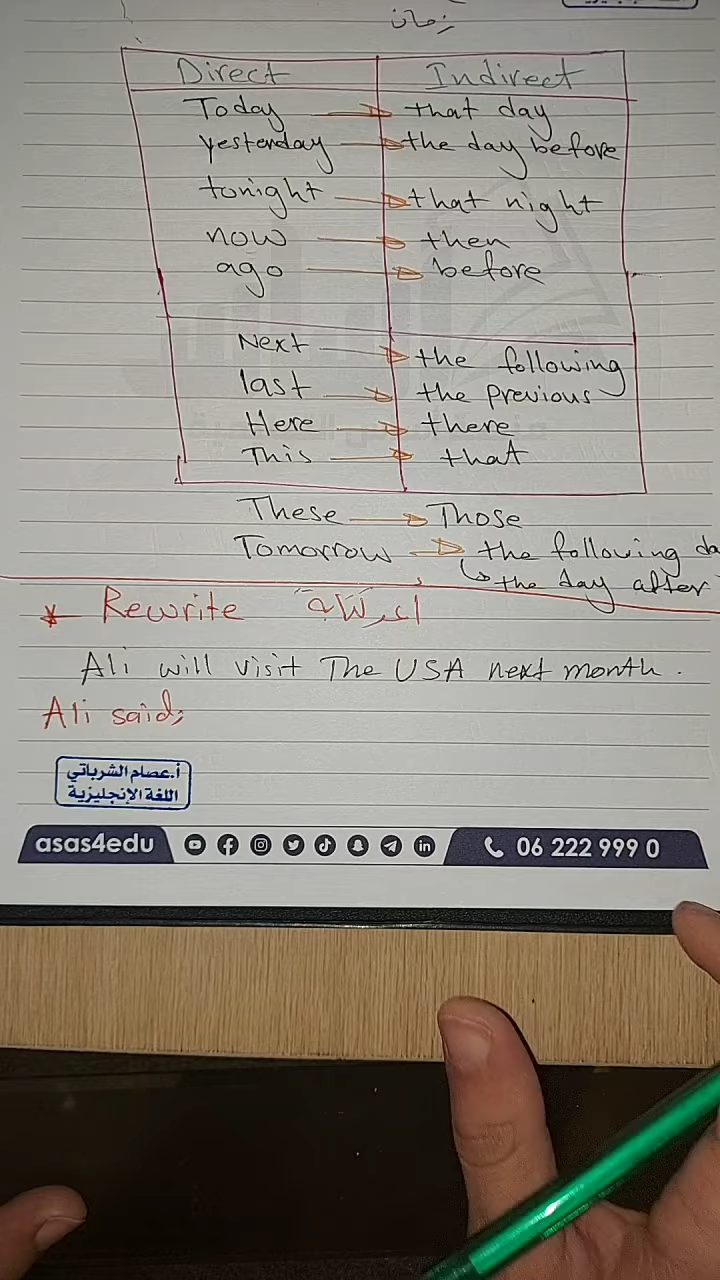 زمان
Direct Indirect
Today that day
yesterday the day before
tonight that night
now then
ago before
Next the following
last the previous
Here there
This that
These Those
Tomorrow the following da
the day after
* Rewrite اعد كتابة
Ali will visit The USA next month.
Ali said;
أ.عصام الشرباتي
اللغة الإنجليزية
asas4edu 06 222 999 0